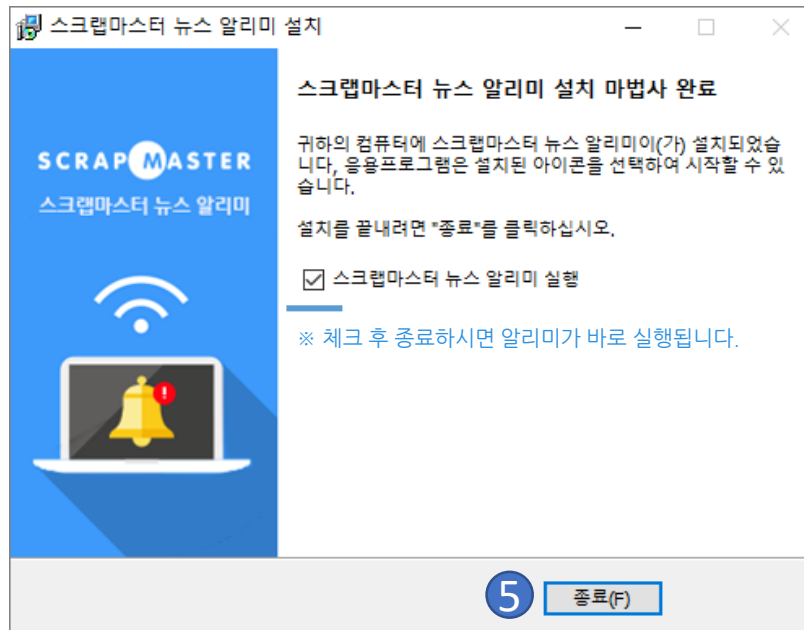 스크랩마스터 뉴스 알리미 설치
스크랩마스터 뉴스 알리미 설치 마법사 완료
귀하의 컴퓨터에 스크랩마스터 뉴스 알리미이(가) 설치되었습
니다, 응용프로그램은 설치된 아이콘을 선택하여 시작할 수 있
습니다.
설치를 끝내려면 "종료"를 클릭하십시오.
스크랩마스터 뉴스 알리미 실행
※ 체크 후 종료하시면 알리미가 바로 실행됩니다.
SCRAP MASTER
스크랩마스터 뉴스 알리미
!
5
종료(F)